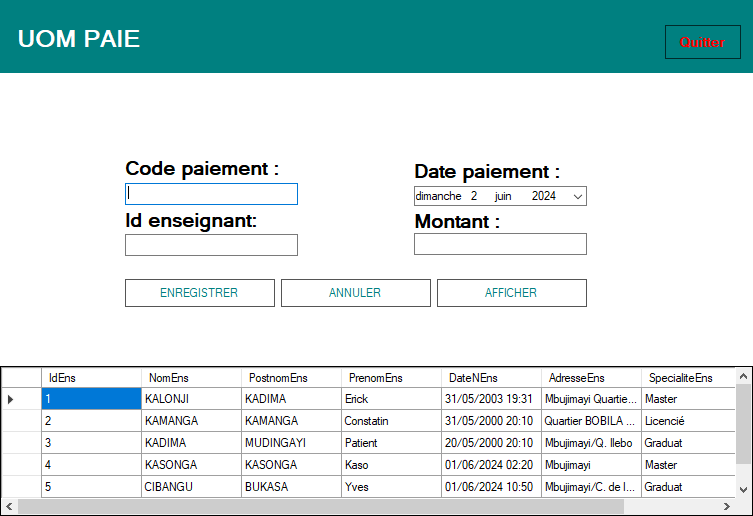 UOM PAIE
Quitter
Code paiement :
Date paiement :
dimanche 2 juin 2024
Id enseignant:
Montant :
ENREGISTRER
ANNULER
AFFICHER
IdEns NomEns PostnomEns PrenomEns DateNEns AdresseEns SpecialiteEns
1 KALONJI KADIMA Erick 31/05/2003 19:31 Mbujimayi Quartie... Master
2 KAMANGA KAMANGA Constatin 31/05/2000 20:10 Quartier BOBILA ... Licencié
3 KADIMA MUDINGAYI Patient 20/05/2000 20:10 Mbujimayi/Q. Ilebo Graduat
4 KASONGA KASONGA Kaso 01/06/2024 02:20 Mbujimayi Master
5 CIBANGU BUKASA Yves 01/06/2024 10:50 Mbujimayi/C. de l... Graduat